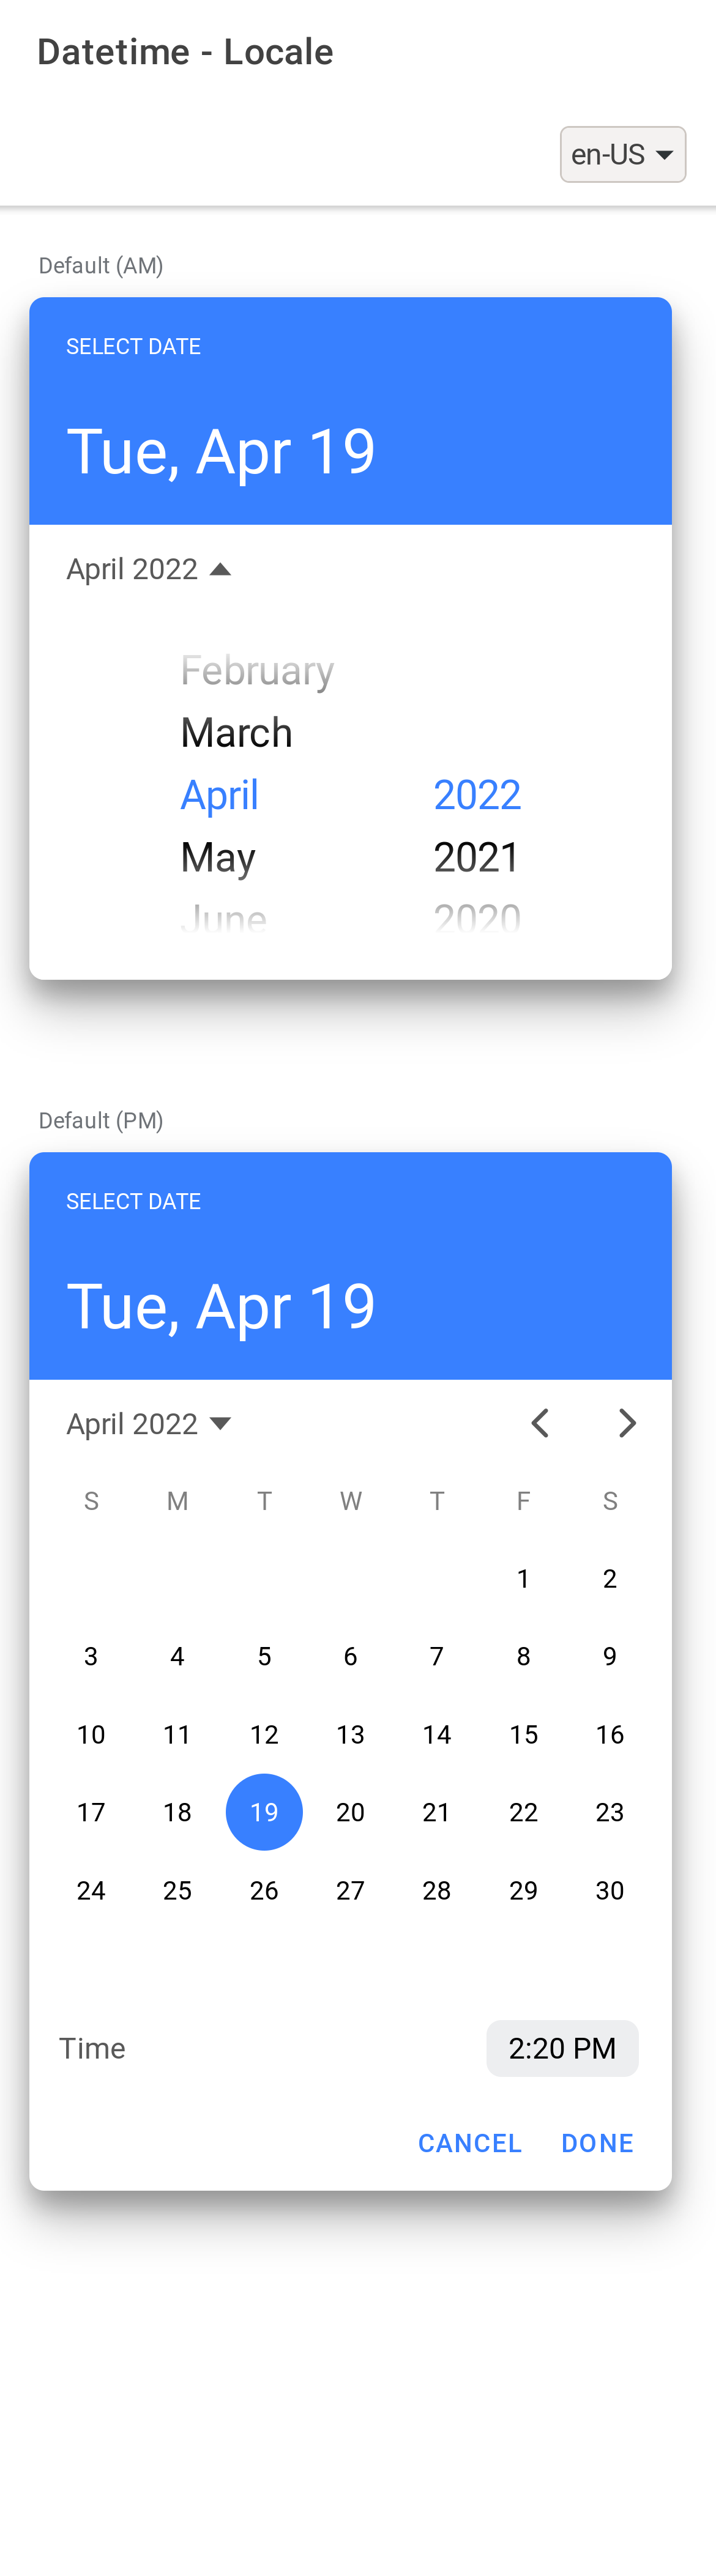 Datetime - Locale
en-US
Default (AM)
SELECT DATE
Tue, Apr 19
April 2022
February
March
April 2022
May 2021
June 2020
Default (PM)
SELECT DATE
Tue, Apr 19
April 2022
S M T W T F S
1 2
3 4 5 6 7 8 9
10 11 12 13 14 15 16
17 18 19 20 21 22 23
24 25 26 27 28 29 30
Time 2:20 PM
CANCEL DONE